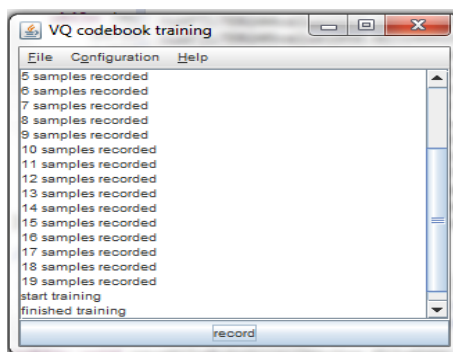 VQ codebook training
File Configuration Help
5 samples recorded
6 samples recorded
7 samples recorded
8 samples recorded
9 samples recorded
10 samples recorded
11 samples recorded
12 samples recorded
13 samples recorded
14 samples recorded
15 samples recorded
16 samples recorded
17 samples recorded
18 samples recorded
19 samples recorded
start training
finished training
record